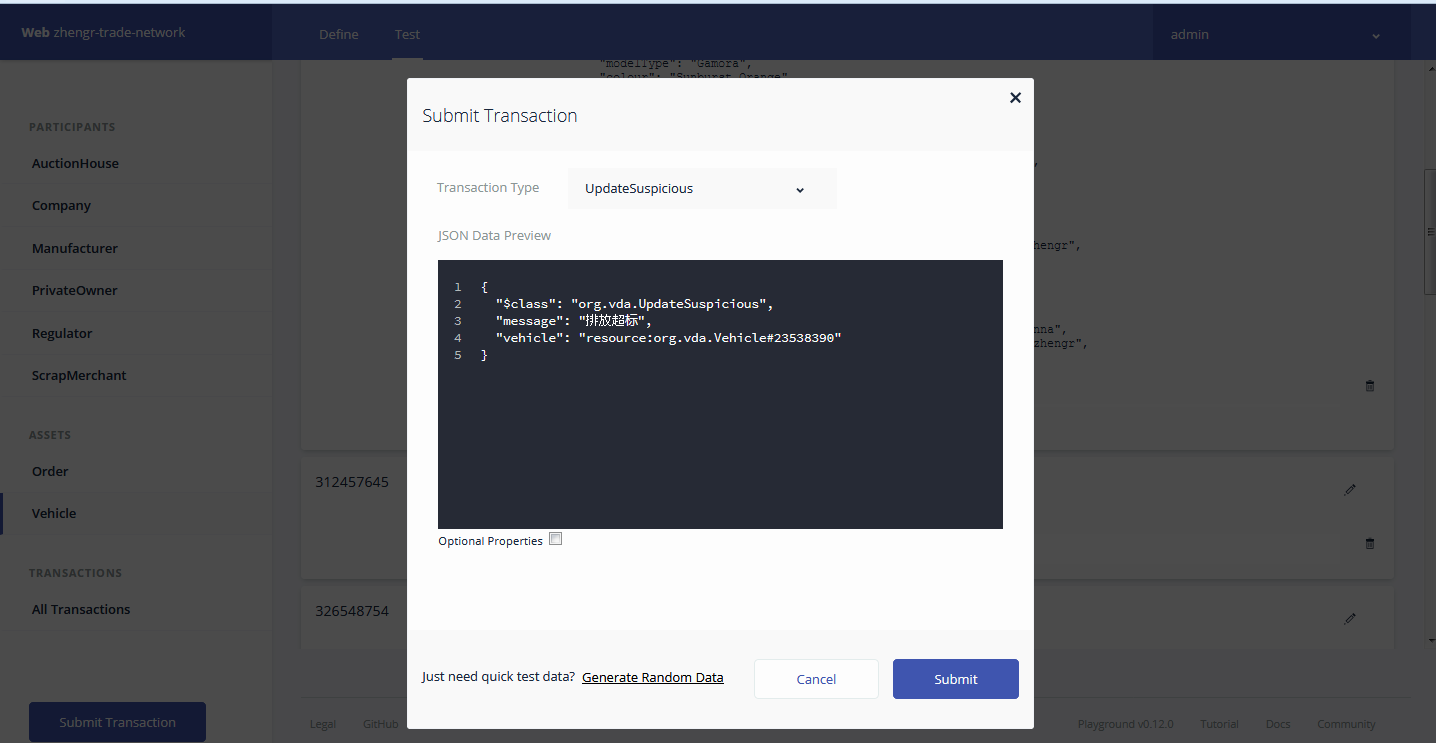 Web zhengr-trade-network
Define
Test
admin
"modelType": "Gamora",
"colour": "Sunburst Orange"
PARTICIPANTS
AuctionHouse
Company
Manufacturer
PrivateOwner
Regulator
ScrapMerchant
ASSETS
Order
Vehicle
TRANSACTIONS
All Transactions
Submit Transaction
Submit Transaction
Transaction Type
UpdateSuspicious
JSON Data Preview
1 {
2 "$class": "org.vda.UpdateSuspicious",
3 "message": "排放超标",
4 "vehicle": "resource:org.vda.Vehicle#23538390"
5 }
Optional Properties
Just need quick test data? Generate Random Data
Cancel
Submit
hengr",
nna",
zhengr",
312457645
326548754
Legal
GitHub
Playground v0.12.0
Tutorial
Docs
Community